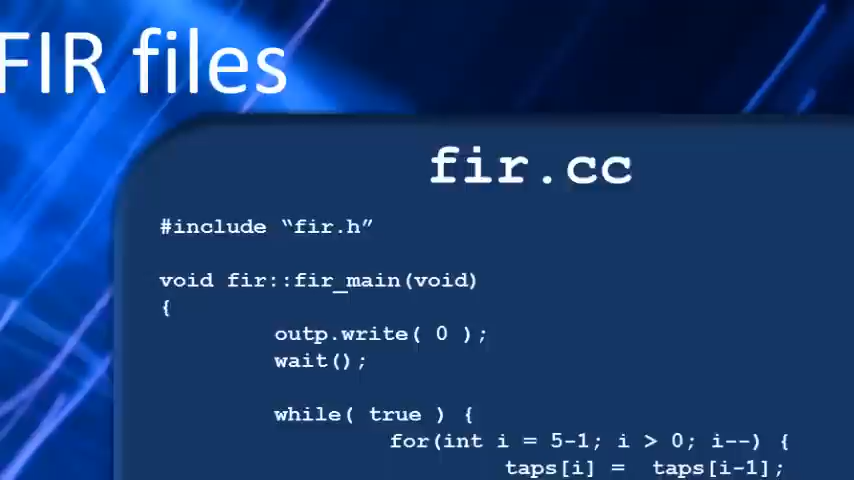 FIR files
fir.cc
#include “fir.h”
void fir::fir_main(void)
{
outp.write( 0 );
wait();
while( true ) {
for(int i = 5-1; i > 0; i--) {
taps[i] = taps[i-1];